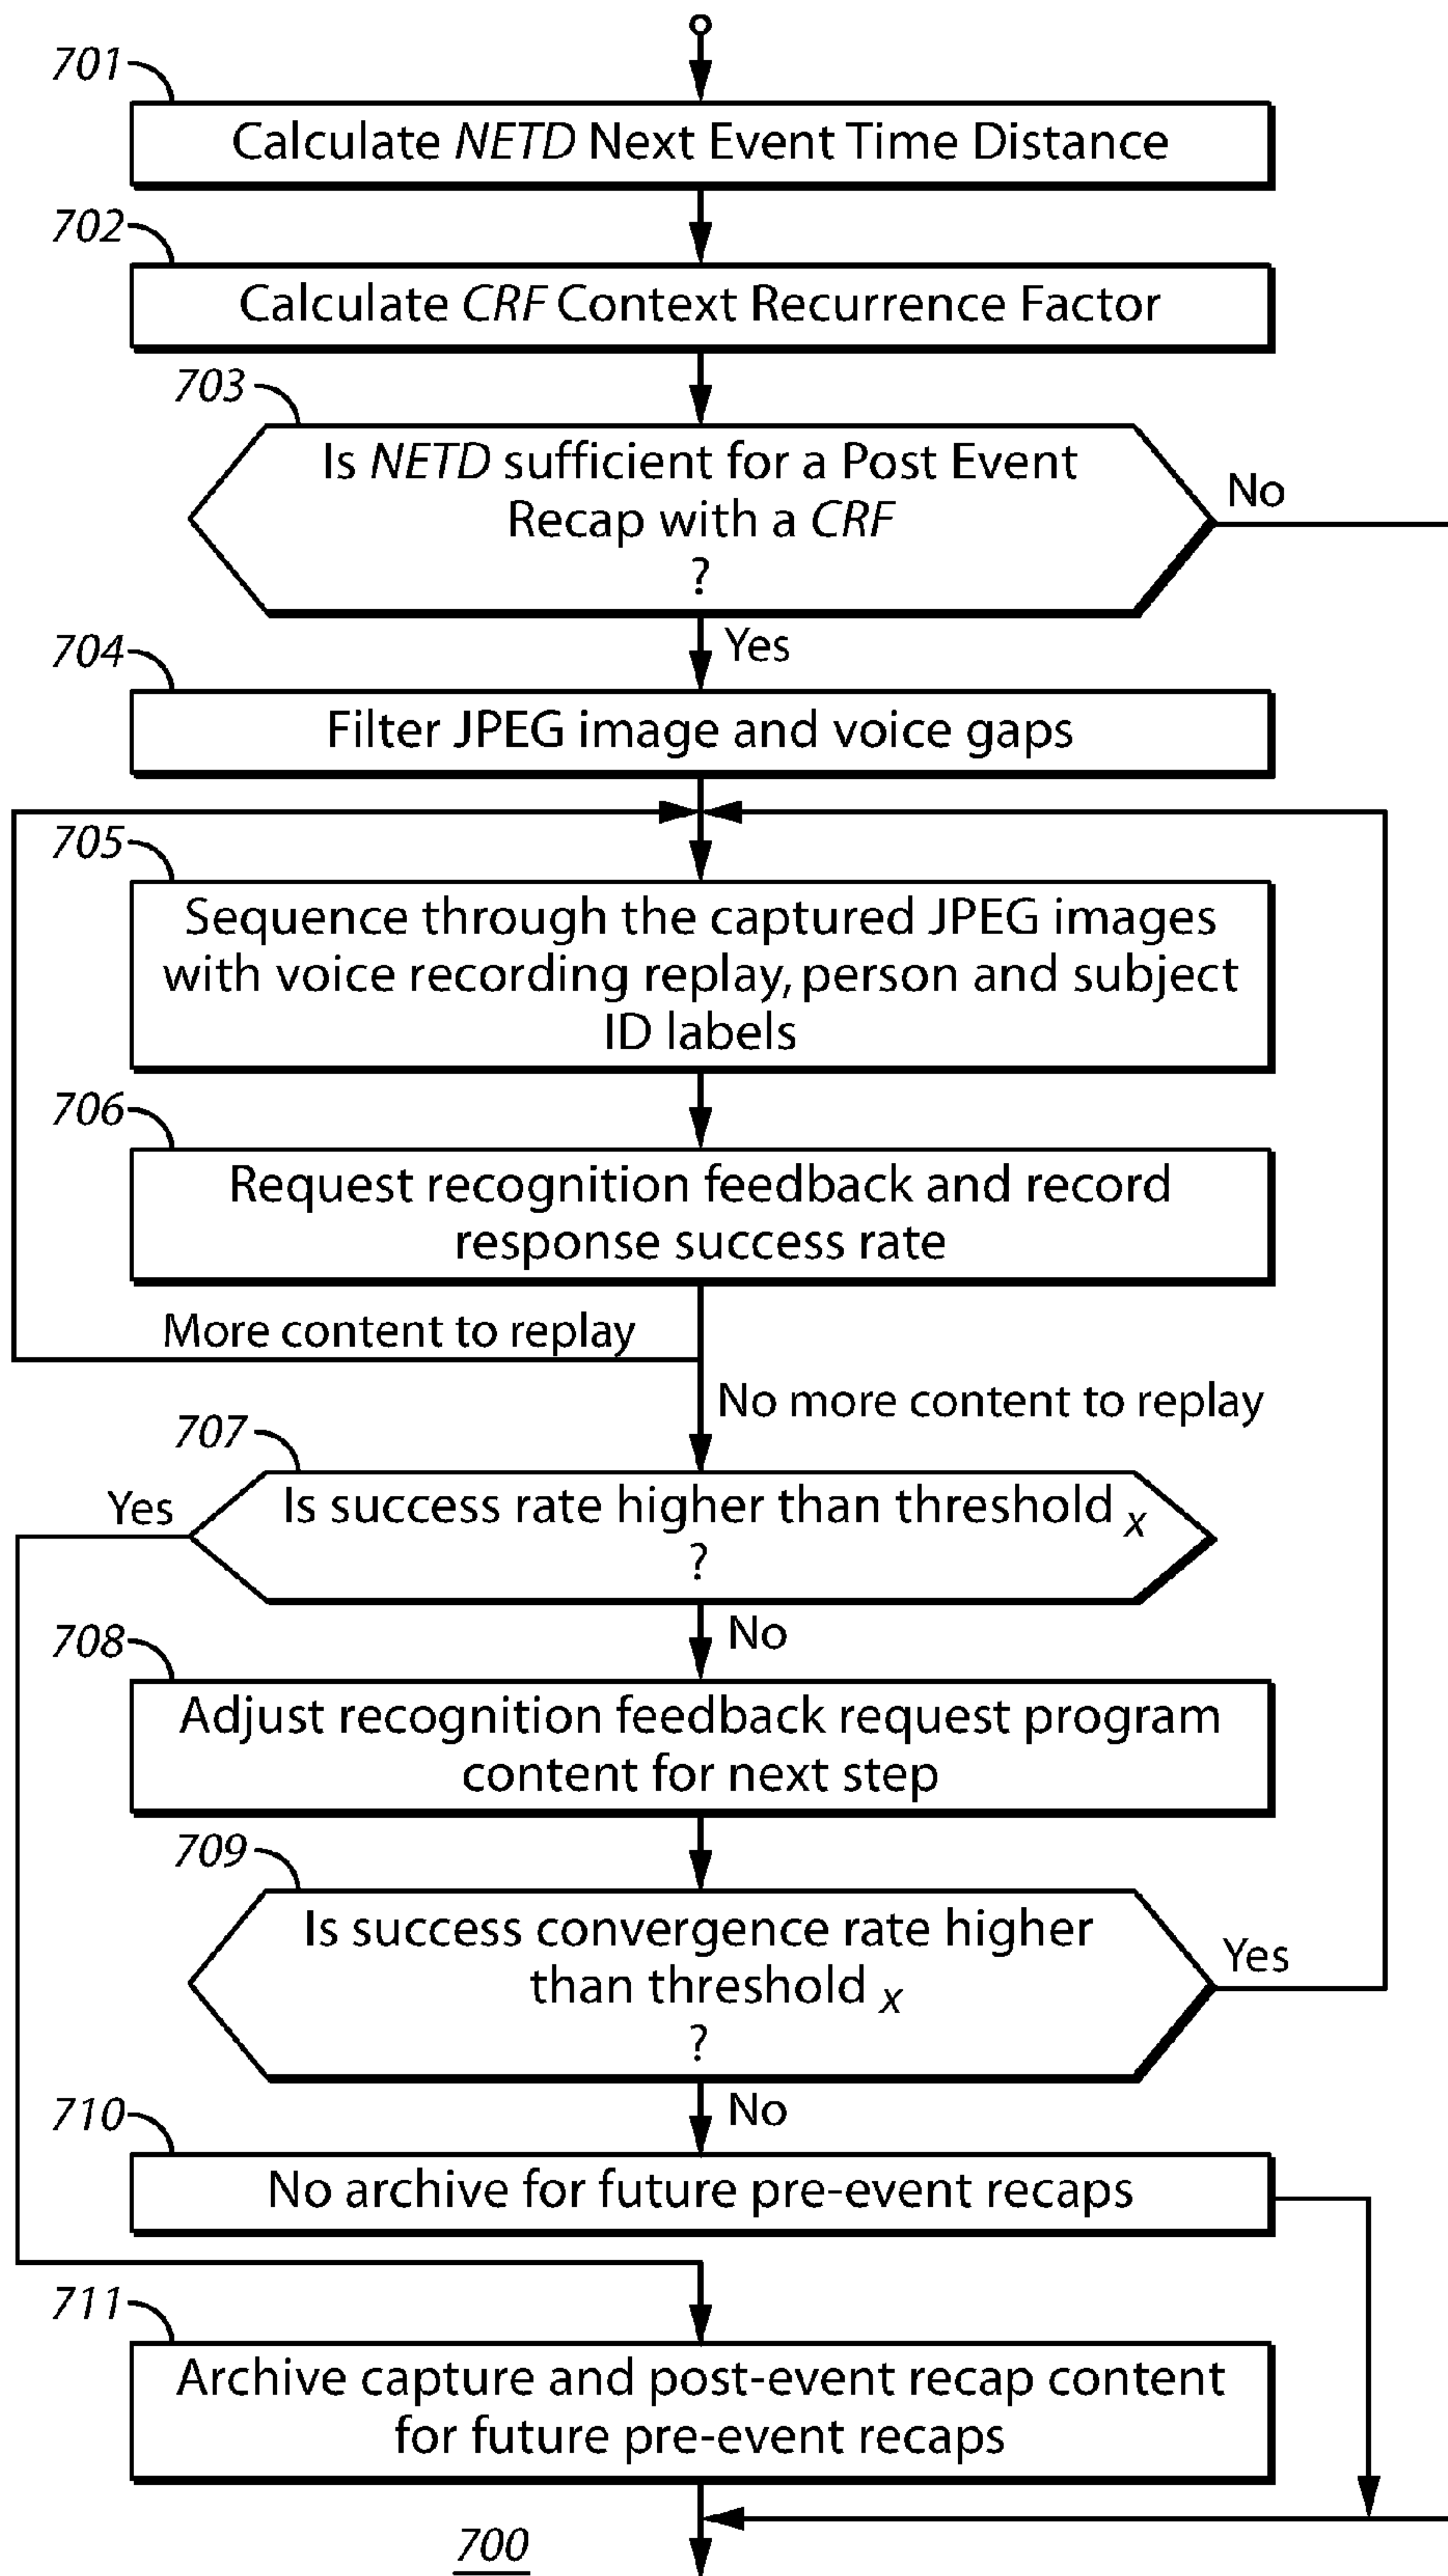 701
Calculate NETD Next Event Time Distance
702
Calculate CRF Context Recurrence Factor
703
Is NETD sufficient for a Post Event
Recap with a CRF
?
No
Yes
704
Filter JPEG image and voice gaps
705
Sequence through the captured JPEG images
with voice recording replay, person and subject
ID labels
706
Request recognition feedback and record
response success rate
More content to replay
No more content to replay
707
Yes
Is success rate higher than threshold x
?
No
708
Adjust recognition feedback request program
content for next step
709
Is success convergence rate higher
than threshold x
?
Yes
No
710
No archive for future pre-event recaps
711
Archive capture and post-event recap content
for future pre-event recaps
700